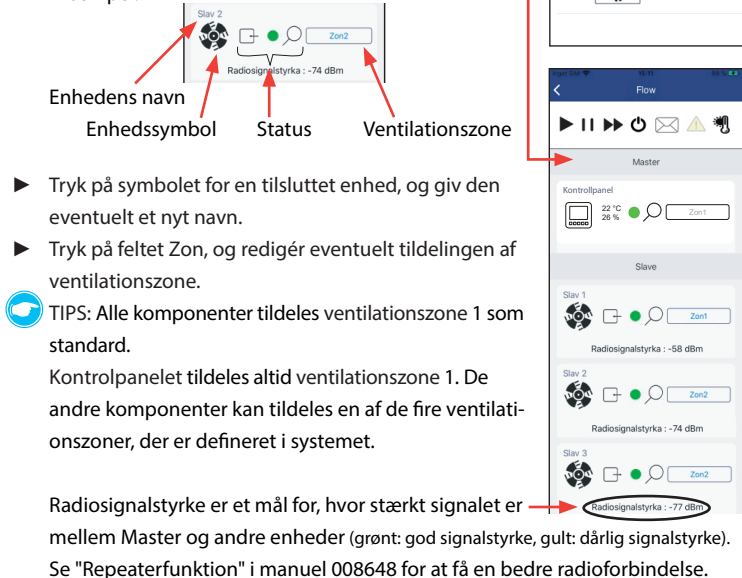 Slav 2
Zon2
Radiosignalstyrka : -74 dBm
Enhedens navn
Enhedssymbol Status Ventilationszone
► Tryk på symbolet for en tilsluttet enhed, og giv den
eventuelt et nyt navn.
► Tryk på feltet Zon, og redigér eventuelt tildelingen af
ventilationszone.
TIPS: Alle komponenter tildeles ventilationszone 1 som
standard.
Kontrolpanelet tildeles altid ventilationszone 1. De
andre komponenter kan tildeles en af de fire ventilati-
onszoner, der er defineret i systemet.
Radiosignalstyrke er et mål for, hvor stærkt signalet er
mellem Master og andre enheder (grønt: god signalstyrke, gult: dårlig signalstyrke).
Se "Repeaterfunktion" i manuel 008648 for at få en bedre radioforbindelse.
Flow
Master
Kontrollpanel
22 °C
26 %
Zon1
Slave
Slav 1
Zon1
Radiosignalstyrka : -58 dBm
Slav 2
Zon2
Radiosignalstyrka : -74 dBm
Slav 3
Zon2
Radiosignalstyrka : -77 dBm